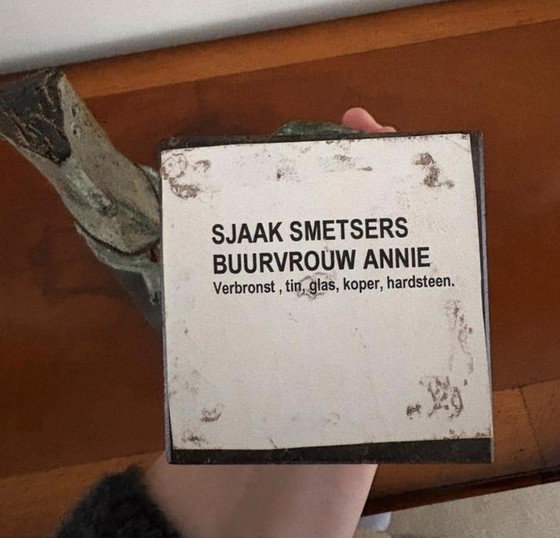 SJAAK SMETSERS
BUURVROUW ANNIE
Verbronst , tin, glas, koper, hardsteen.